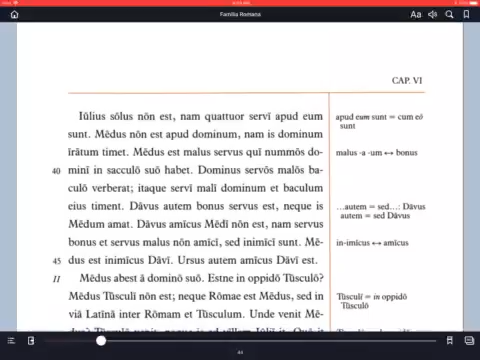 Familia Romana
Aa
CAP. VI
Iūlius sōlus nōn est, nam quattuor servī apud eum
sunt. Mēdus nōn est apud dominum, nam is dominum
īrātum timet. Mēdus est malus servus quī nummōs do-
40 minī in sacculō suō habet. Dominus servōs malōs ba-
culō verberat; itaque servī malī dominum et baculum
eius timent. Dāvus autem bonus servus est, neque is
Mēdum amat. Dāvus amīcus Mēdī nōn est, nam servus
bonus et servus malus nōn amīcī, sed inimīcī sunt. Mē-
45 dus est inimīcus Dāvī. Ursus autem amīcus Dāvī est.
II Mēdus abest ā dominō suō. Estne in oppidō Tūsculō?
Mēdus Tūsculī nōn est; neque Rōmae est Mēdus, sed in
viā Latīnā inter Rōmam et Tūsculum. Unde venit Mē-
apud eum sunt = cum eō
sunt
malus -a -um ↔ bonus
...autem = sed...: Dāvus
autem = sed Dāvus
in-imīcus ↔ amīcus
Tūsculī = in oppidō
Tūsculō
44